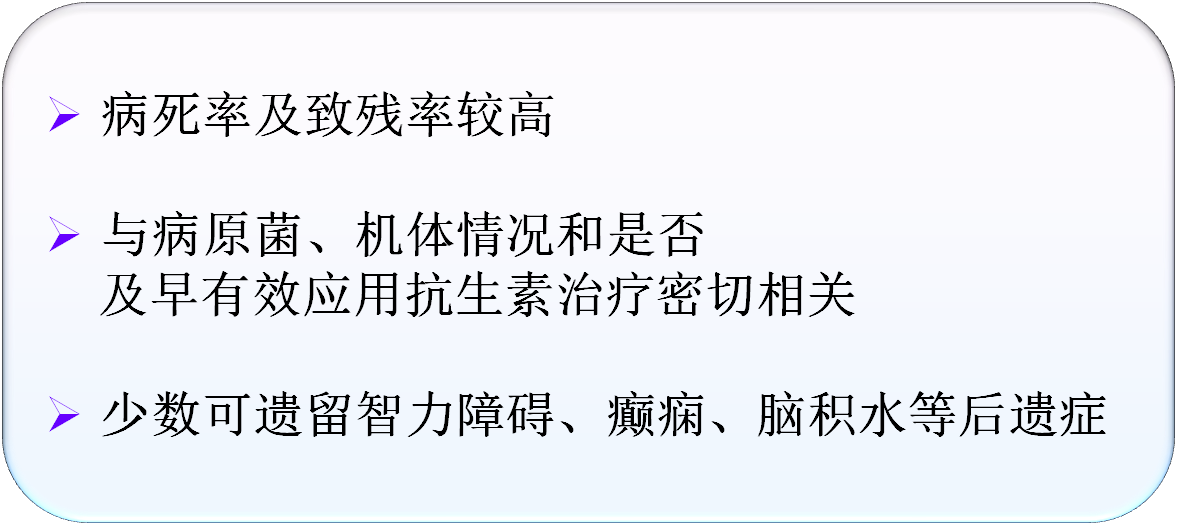 病死率及致残率较高
与病原菌、机体情况和是否
及早有效应用抗生素治疗密切相关
少数可遗留智力障碍、癫痫、脑积水等后遗症